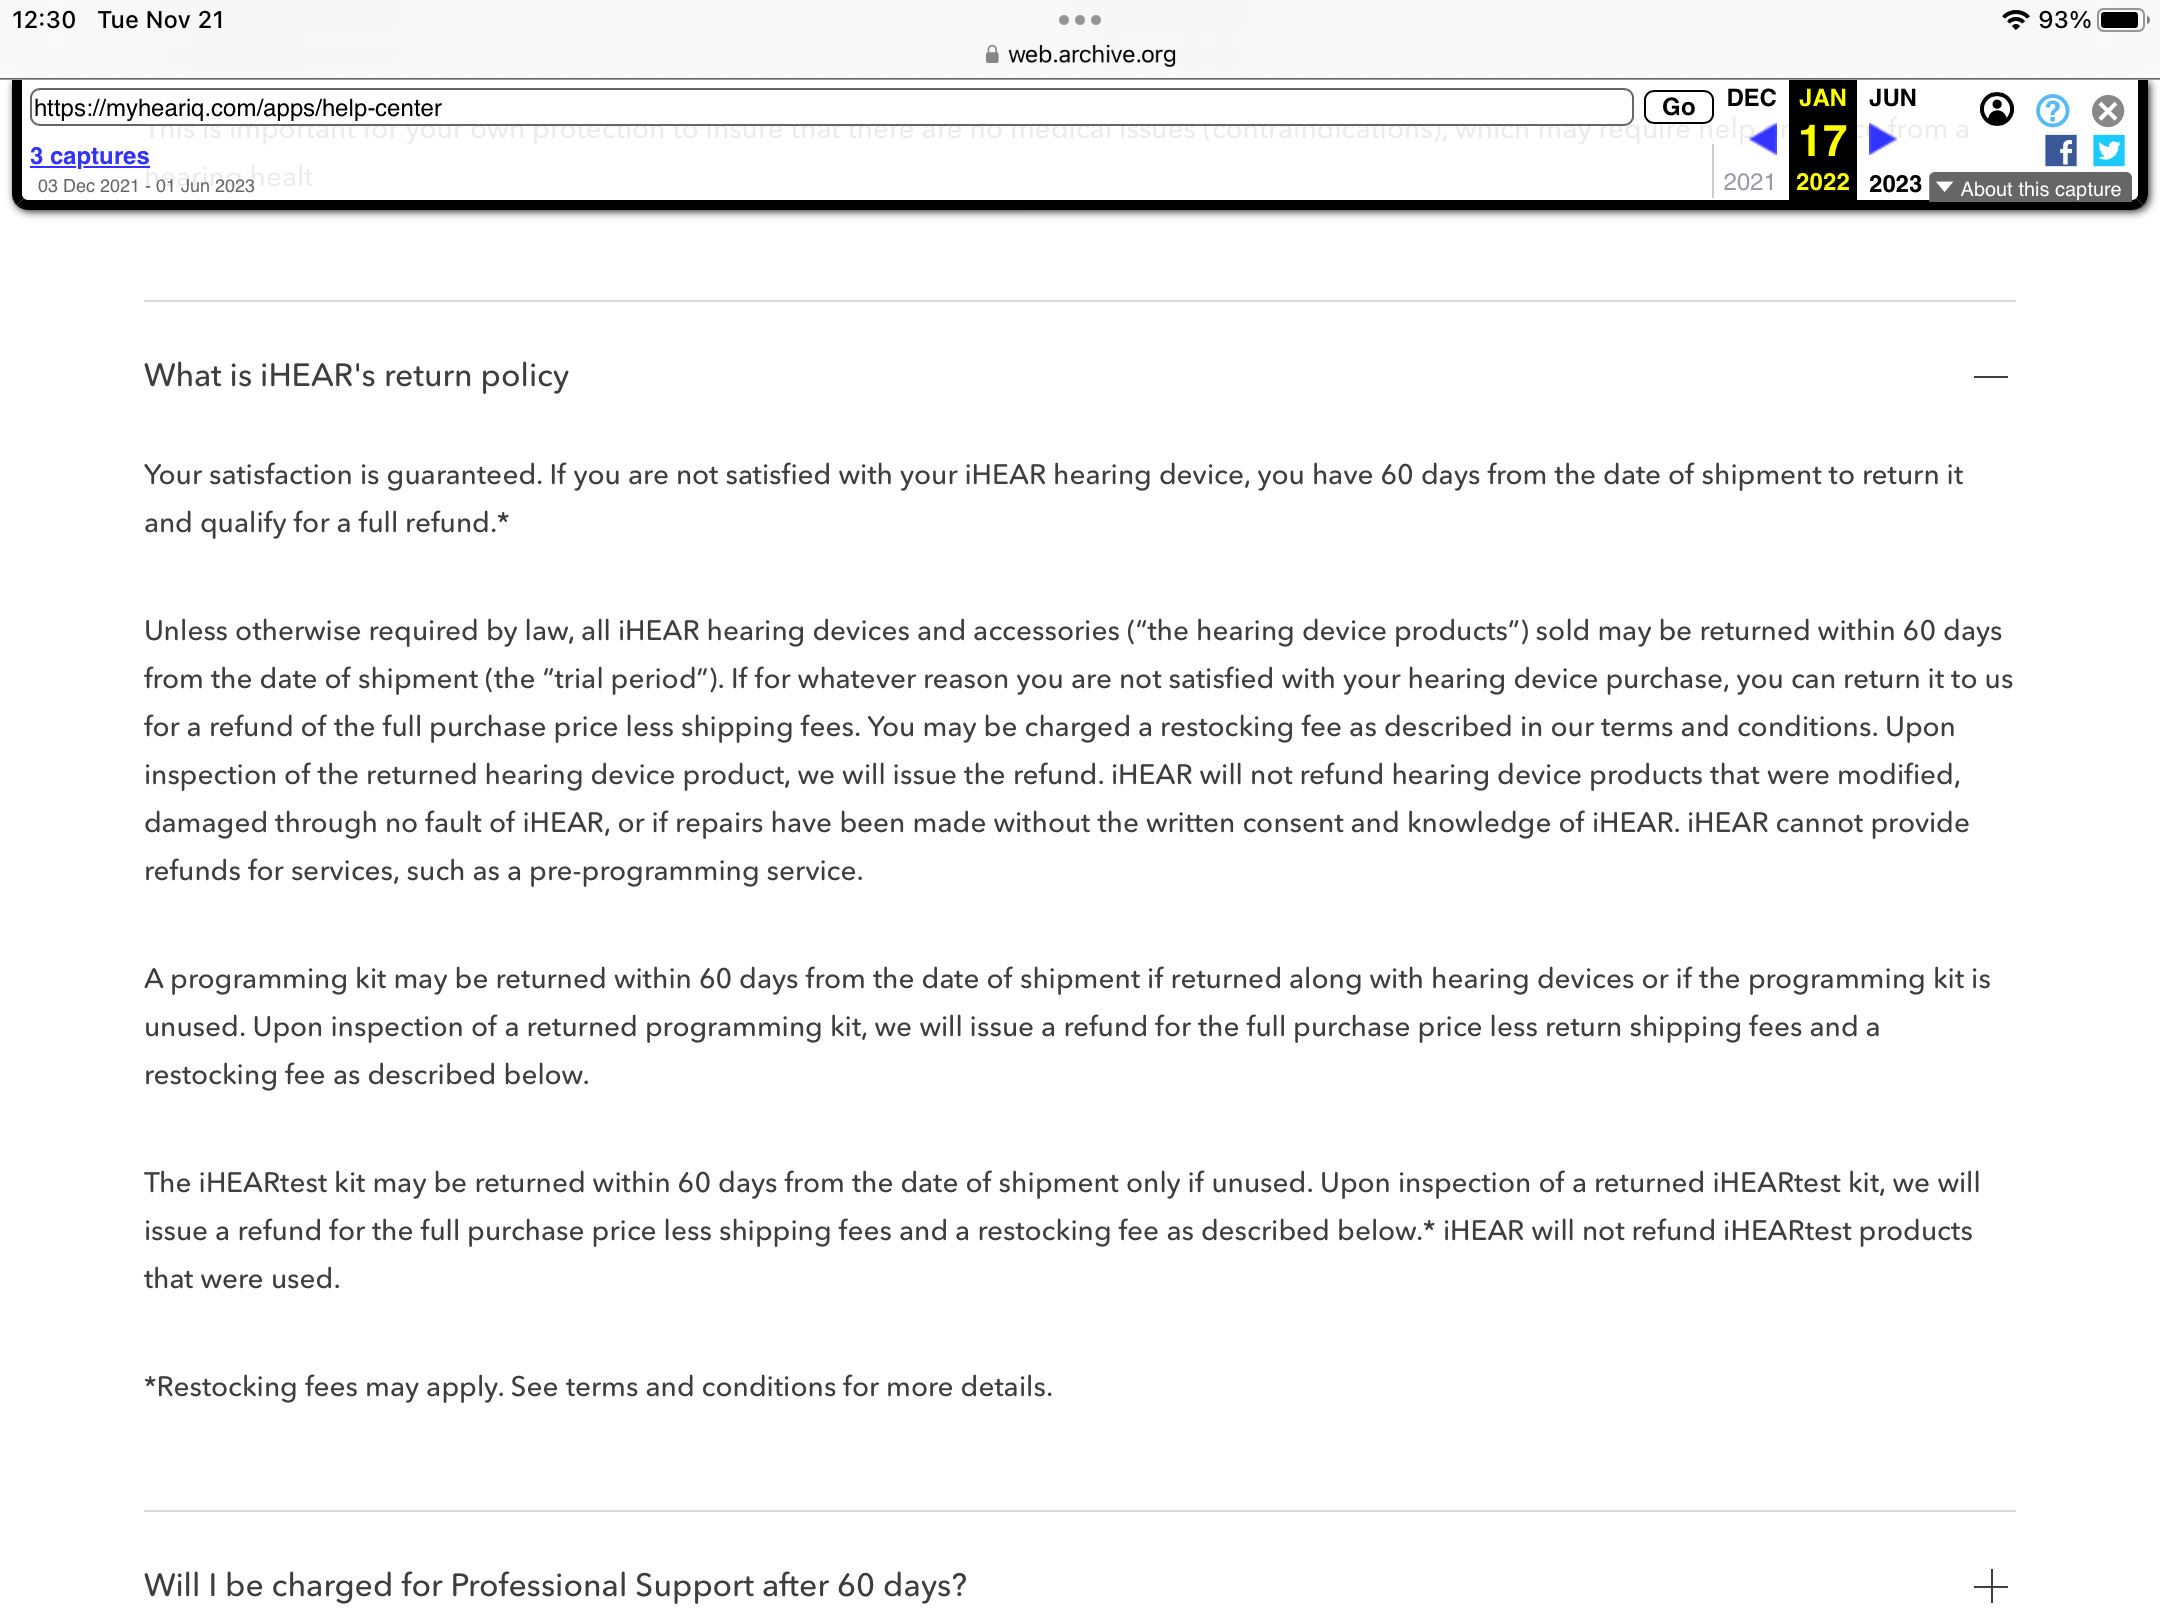 12:30 Tue Nov 21
93%
web.archive.org
https://myheariq.com/apps/help-center
Go
DEC JAN JUN
This is important for your own protection to insure that there are no medical issues (contraindications), which may require help from a
17
3 captures
hearing healt
03 Dec 2021 - 01 Jun 2023
2021 2022 2023
About this capture
What is iHEAR's return policy
Your satisfaction is guaranteed. If you are not satisfied with your iHEAR hearing device, you have 60 days from the date of shipment to return it
and qualify for a full refund.*
Unless otherwise required by law, all iHEAR hearing devices and accessories (“the hearing device products“) sold may be returned within 60 days
from the date of shipment (the “trial period“). If for whatever reason you are not satisfied with your hearing device purchase, you can return it to us
for a refund of the full purchase price less shipping fees. You may be charged a restocking fee as described in our terms and conditions. Upon
inspection of the returned hearing device product, we will issue the refund. iHEAR will not refund hearing device products that were modified,
damaged through no fault of iHEAR, or if repairs have been made without the written consent and knowledge of iHEAR. iHEAR cannot provide
refunds for services, such as a pre-programming service.
A programming kit may be returned within 60 days from the date of shipment if returned along with hearing devices or if the programming kit is
unused. Upon inspection of a returned programming kit, we will issue a refund for the full purchase price less return shipping fees and a
restocking fee as described below.
The iHEARtest kit may be returned within 60 days from the date of shipment only if unused. Upon inspection of a returned iHEARtest kit, we will
issue a refund for the full purchase price less shipping fees and a restocking fee as described below.* iHEAR will not refund iHEARtest products
that were used.
*Restocking fees may apply. See terms and conditions for more details.
Will I be charged for Professional Support after 60 days?